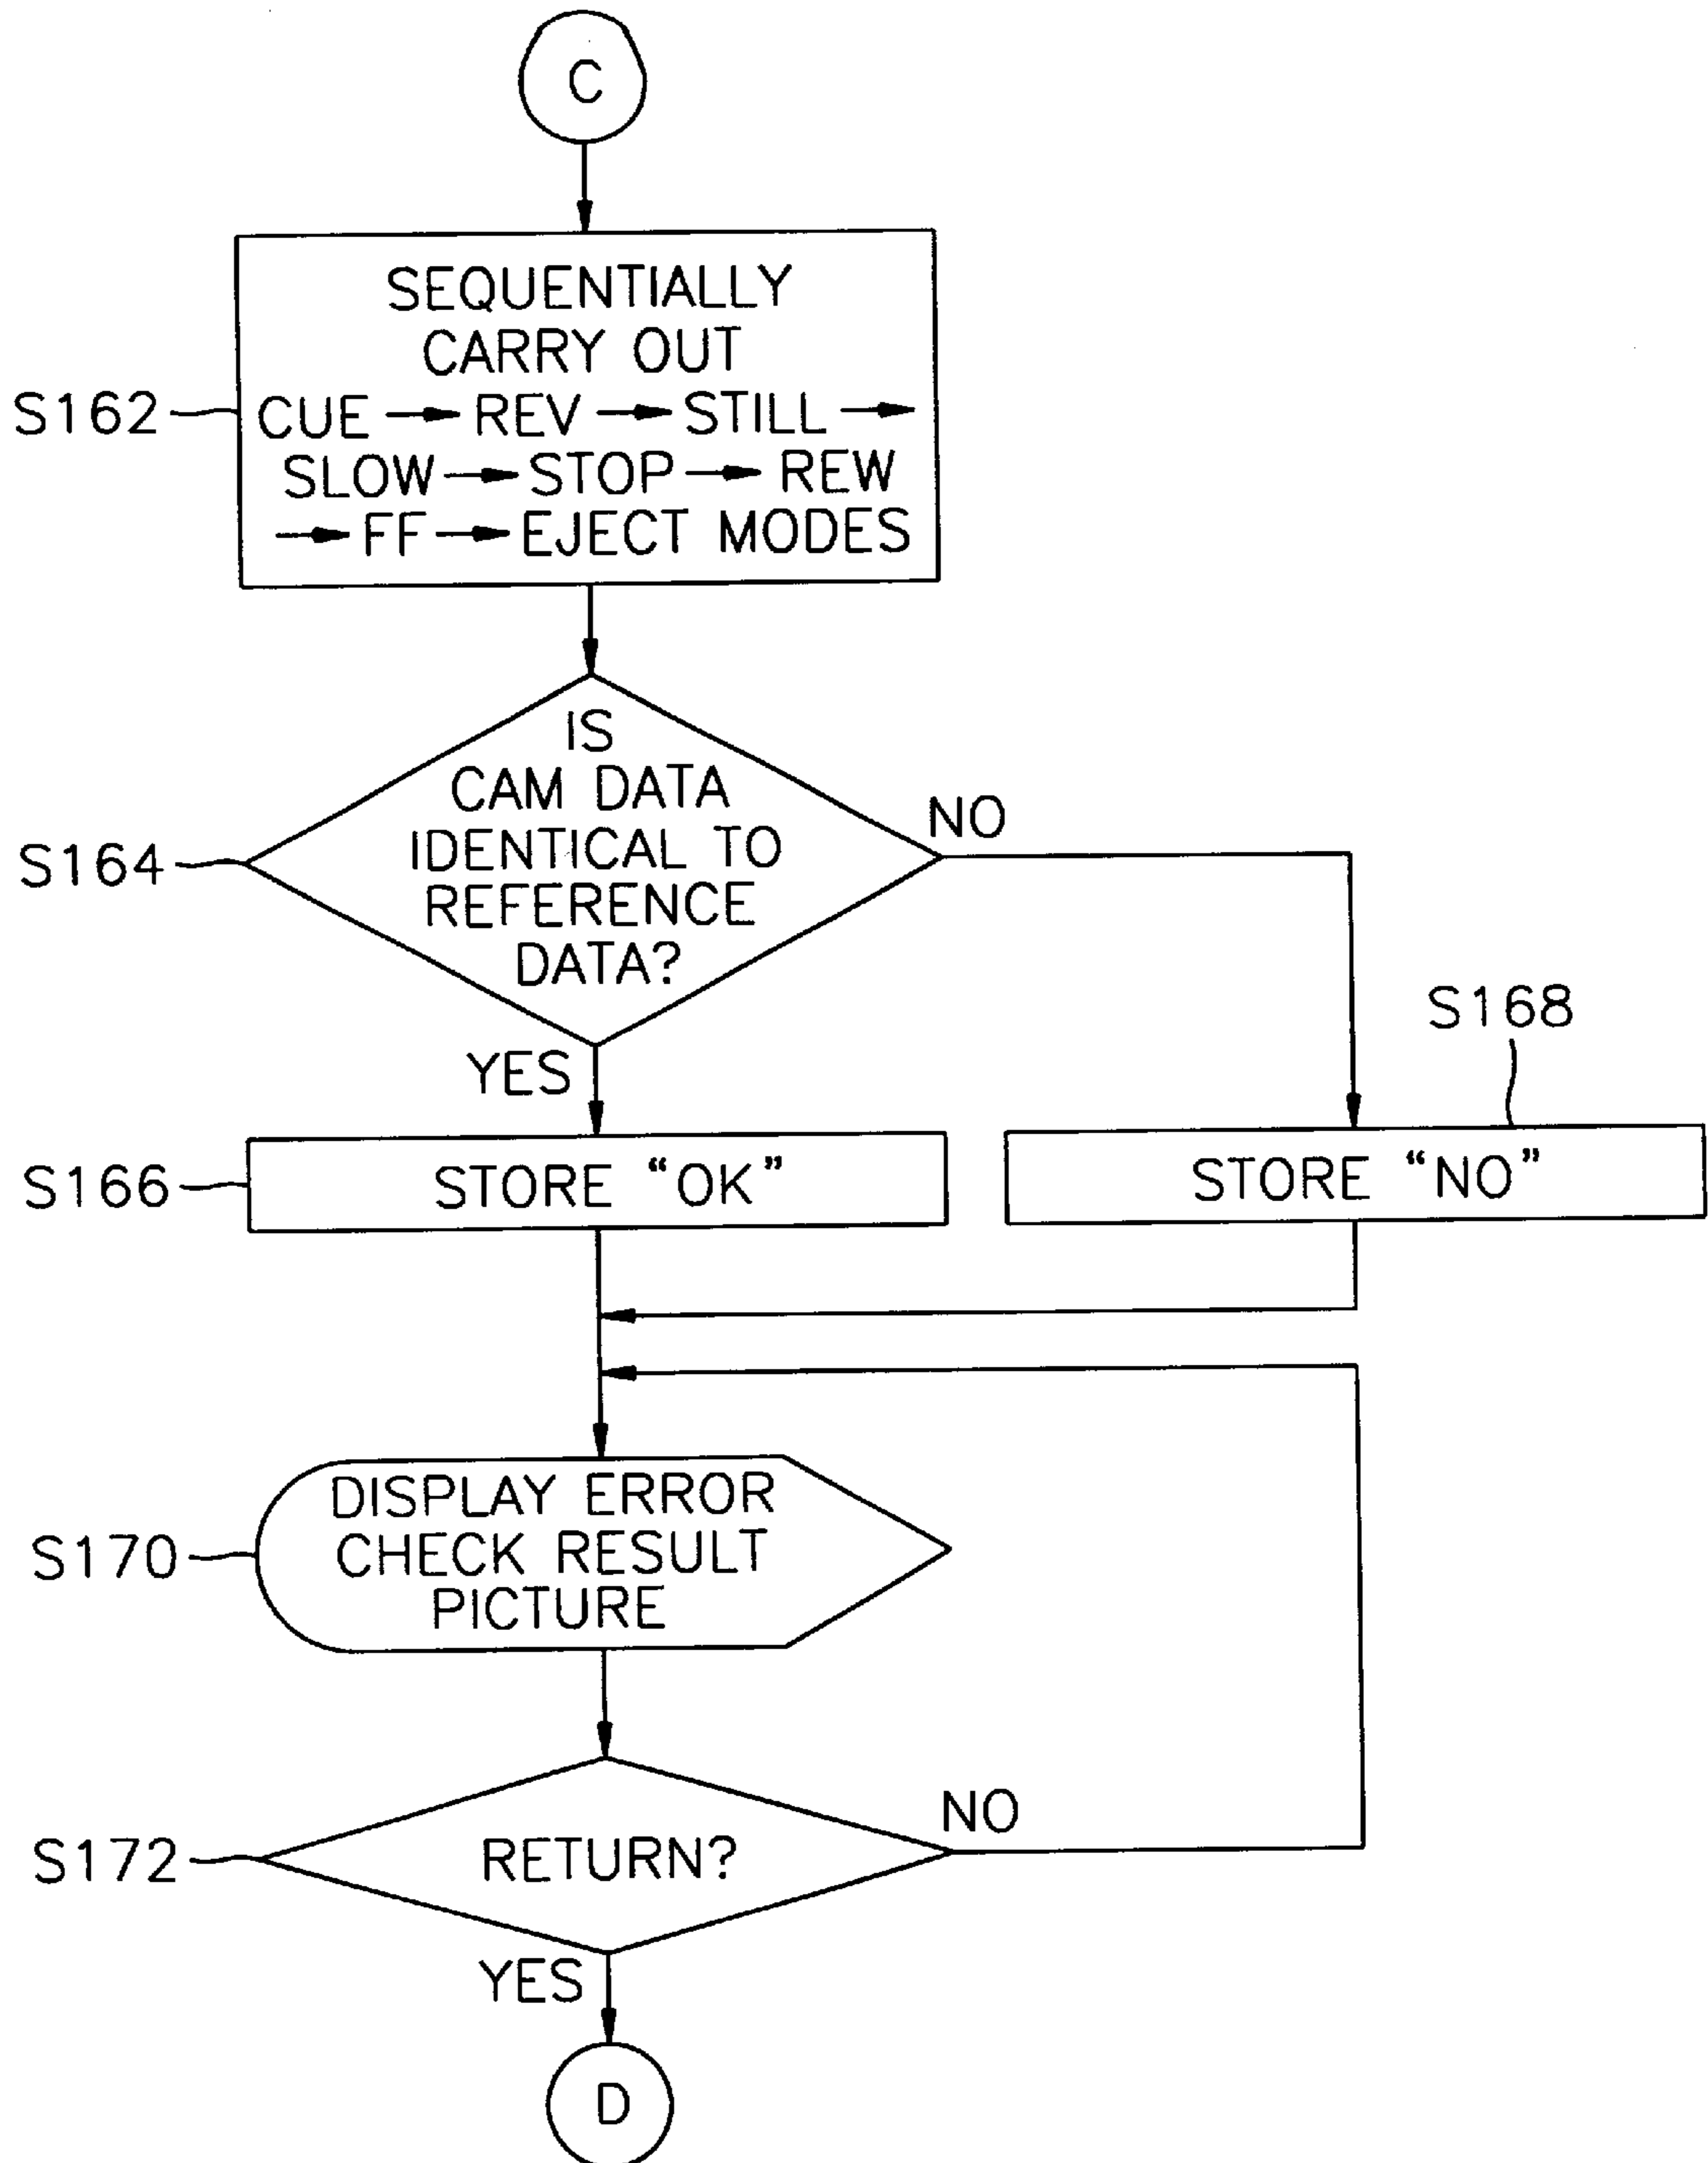 C
SEQUENTIALLY
CARRY OUT
S162
CUE → REV → STILL →
SLOW → STOP → REW
→ FF → EJECT MODES
IS
CAM DATA
IDENTICAL TO
REFERENCE
DATA?
S164
NO
YES
S168
S166
STORE “OK”
STORE “NO”
DISPLAY ERROR
CHECK RESULT
PICTURE
S170
NO
S172
RETURN?
YES
D